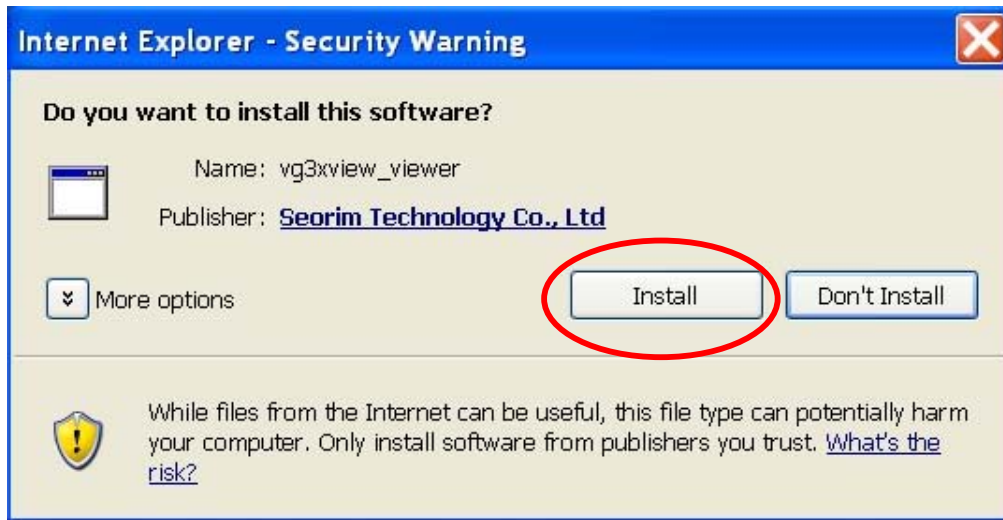 Internet Explorer - Security Warning
Do you want to install this software?
Name: vg3xview_viewer
Publisher: Seorim Technology Co., Ltd
More options
Install
Don't Install
While files from the Internet can be useful, this file type can potentially harm
your computer. Only install software from publishers you trust. What's the
risk?